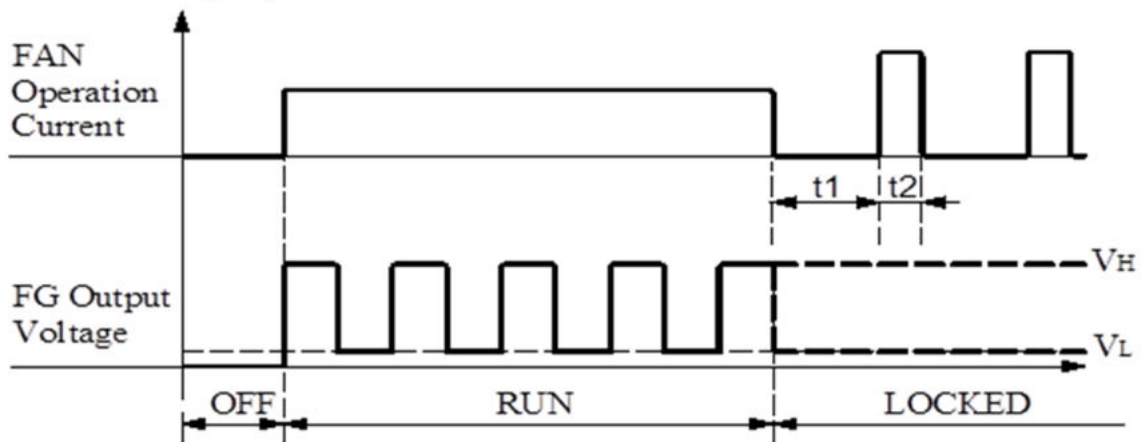 FAN
Operation
Current
t1
t2
VH
FG Output
Voltage
VL
OFF
RUN
LOCKED